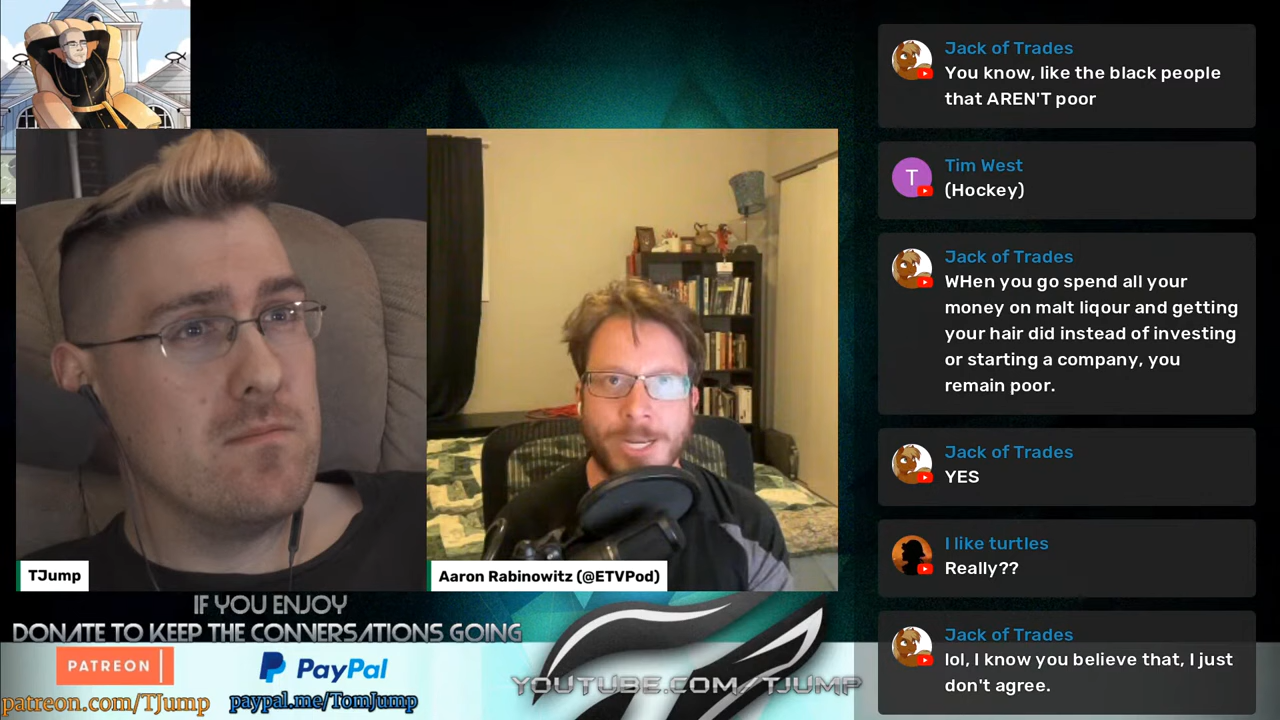 TJump
Aaron Rabinowitz (@ETVPod)
IF YOU ENJOY
DONATE TO KEEP THE CONVERSATIONS GOING
PATREON
PayPal
patreon.com/TJump
paypal.me/TomJump
YOUTUBE.COM/TJUMP
Jack of Trades
You know, like the black people
that AREN'T poor
T
Tim West
(Hockey)
Jack of Trades
WHen you go spend all your
money on malt liqour and getting
your hair did instead of investing
or starting a company, you
remain poor.
Jack of Trades
YES
I like turtles
Really??
Jack of Trades
lol, I know you believe that, I just
don't agree.